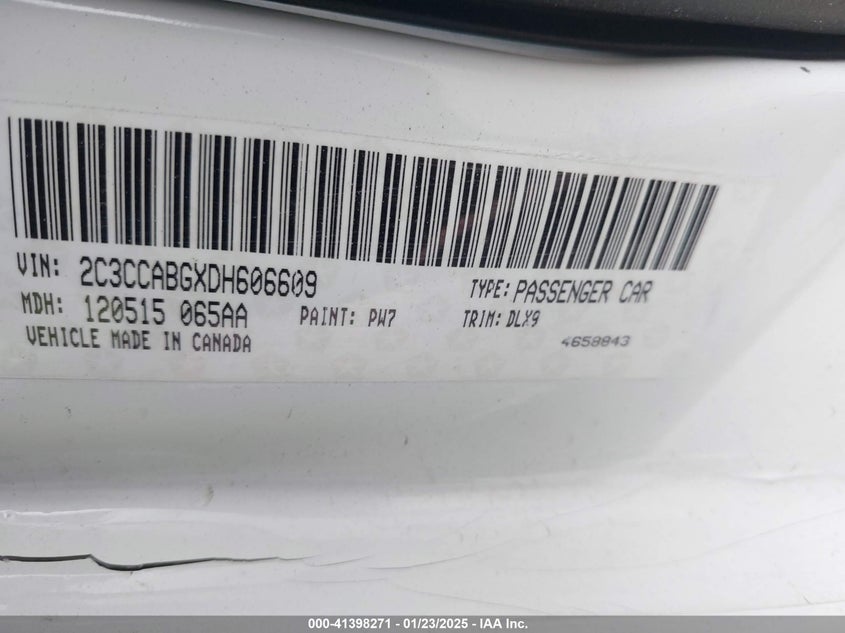 VIN: 2C3CCABGXDH606609 TYPE: PASSENGER CAR
MDH: 120515 065AA PAINT: PW7 TRIM: DLX9
VEHICLE MADE IN CANADA 4658843
000-41398271 - 01/23/2025 - IAA Inc.